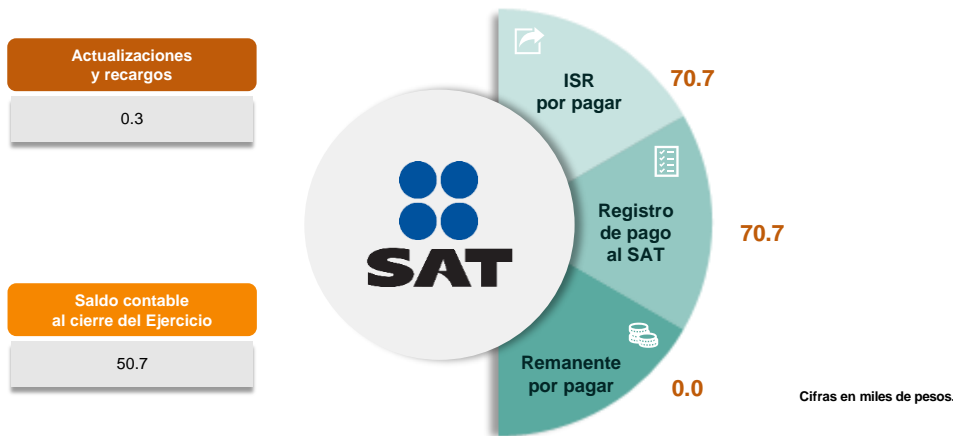 Actualizaciones
y recargos
0.3
Saldo contable
al cierre del Ejercicio
50.7
SAT
ISR
por pagar
70.7
Registro
de pago
al SAT
70.7
Remanente
por pagar
0.0
Cifras en miles de pesos.